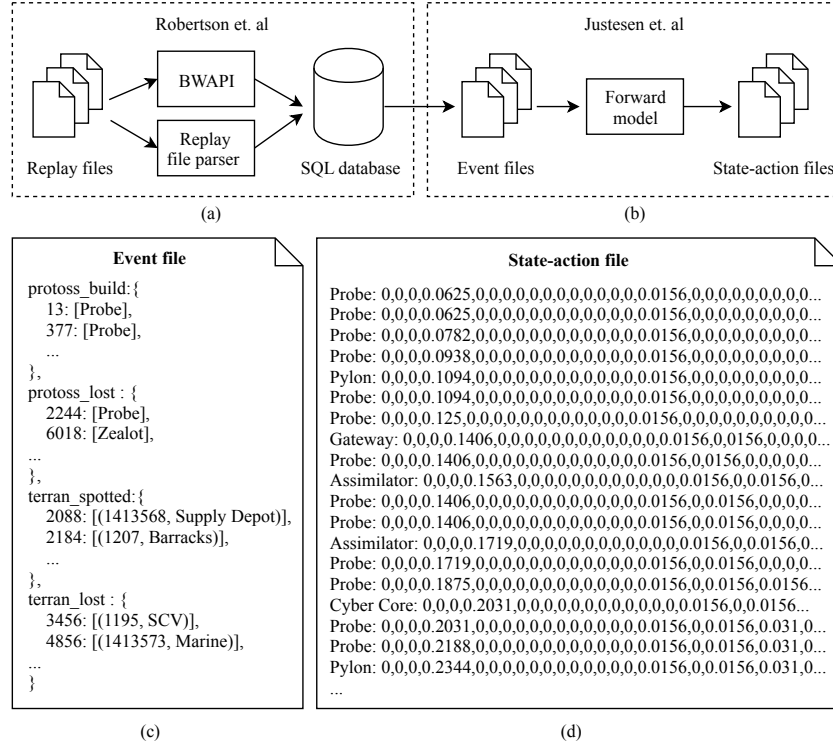 Robertson et. al
Justesen et. al
BWAPI
Replay
file parser
Forward
model
Replay files
SQL database
Event files
State-action files
(a)
(b)
Event file
protoss_build:{
13: [Probe],
377: [Probe],
...
},
protoss_lost : {
2244: [Probe],
6018: [Zealot],
...
},
terran_spotted:{
2088: [(1413568, Supply Depot)],
2184: [(1207, Barracks)],
...
},
terran_lost : {
3456: [(1195, SCV)],
4856: [(1413573, Marine)],
...
}
State-action file
Probe: 0,0,0,0.0625,0,0,0,0,0,0,0,0,0,0,0,0,0.0156,0,0,0,0,0,0,0,0,0...
Probe: 0,0,0,0.0625,0,0,0,0,0,0,0,0,0,0,0,0,0.0156,0,0,0,0,0,0,0,0,0...
Probe: 0,0,0,0.0782,0,0,0,0,0,0,0,0,0,0,0,0,0.0156,0,0,0,0,0,0,0,0,0...
Probe: 0,0,0,0.0938,0,0,0,0,0,0,0,0,0,0,0,0,0.0156,0,0,0,0,0,0,0,0,0...
Pylon: 0,0,0,0.1094,0,0,0,0,0,0,0,0,0,0,0,0,0.0156,0,0,0,0,0,0,0,0,0...
Probe: 0,0,0,0.1094,0,0,0,0,0,0,0,0,0,0,0,0,0.0156,0,0,0,0,0,0,0,0,0...
Probe: 0,0,0,0.125,0,0,0,0,0,0,0,0,0,0,0,0,0.0156,0,0,0,0,0,0,0,0,0...
Gateway: 0,0,0,0.1406,0,0,0,0,0,0,0,0,0,0,0,0,0.0156,0,0.0156,0,0,0,0...
Probe: 0,0,0,0.1406,0,0,0,0,0,0,0,0,0,0,0,0,0.0156,0,0.0156,0,0,0,0,0...
Assimilator: 0,0,0,0.1563,0,0,0,0,0,0,0,0,0,0,0,0,0.0156,0,0.0156,0...
Probe: 0,0,0,0.1406,0,0,0,0,0,0,0,0,0,0,0,0,0.0156,0,0.0156,0,0,0,0,0...
Probe: 0,0,0,0.1406,0,0,0,0,0,0,0,0,0,0,0,0,0.0156,0,0.0156,0,0,0,0,0...
Assimilator: 0,0,0,0.1719,0,0,0,0,0,0,0,0,0,0,0,0,0.0156,0,0.0156,0...
Probe: 0,0,0,0.1719,0,0,0,0,0,0,0,0,0,0,0,0,0.0156,0,0.0156,0,0,0,0,0...
Probe: 0,0,0,0.1875,0,0,0,0,0,0,0,0,0,0,0,0,0.0156,0,0.0156,0.0156...
Cyber Core: 0,0,0,0.2031,0,0,0,0,0,0,0,0,0,0,0,0,0.0156,0,0.0156...
Probe: 0,0,0,0.2031,0,0,0,0,0,0,0,0,0,0,0,0,0.0156,0,0.0156,0.031,0...
Probe: 0,0,0,0.2188,0,0,0,0,0,0,0,0,0,0,0,0,0.0156,0,0.0156,0.031,0...
Pylon: 0,0,0,0.2344,0,0,0,0,0,0,0,0,0,0,0,0,0.0156,0,0.0156,0.031,0...
...
(c)
(d)